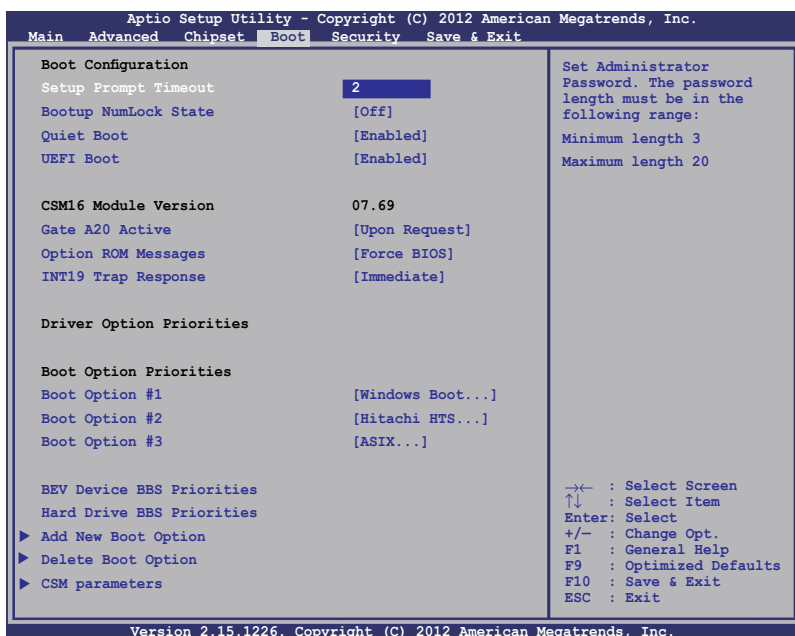 Aptio Setup Utility - Copyright (C) 2012 American Megatrends, Inc.
Main Advanced Chipset Boot Security Save & Exit
Boot Configuration
Setup Prompt Timeout 2
Bootup NumLock State [Off]
Quiet Boot [Enabled]
UEFI Boot [Enabled]
CSM16 Module Version 07.69
Gate A20 Active [Upon Request]
Option ROM Messages [Force BIOS]
INT19 Trap Response [Immediate]
Driver Option Priorities
Boot Option Priorities
Boot Option #1 [Windows Boot...]
Boot Option #2 [Hitachi HTS...]
Boot Option #3 [ASIX...]
BEV Device BBS Priorities
Hard Drive BBS Priorities
▶ Add New Boot Option
▶ Delete Boot Option
▶ CSM parameters
Set Administrator
Password. The password
length must be in the
following range:
Minimum length 3
Maximum length 20
→← : Select Screen
↑↓ : Select Item
Enter: Select
+/— : Change Opt.
F1 : General Help
F9 : Optimized Defaults
F10 : Save & Exit
ESC : Exit
Version 2.15.1226. Copyright (C) 2012 American Megatrends, Inc.